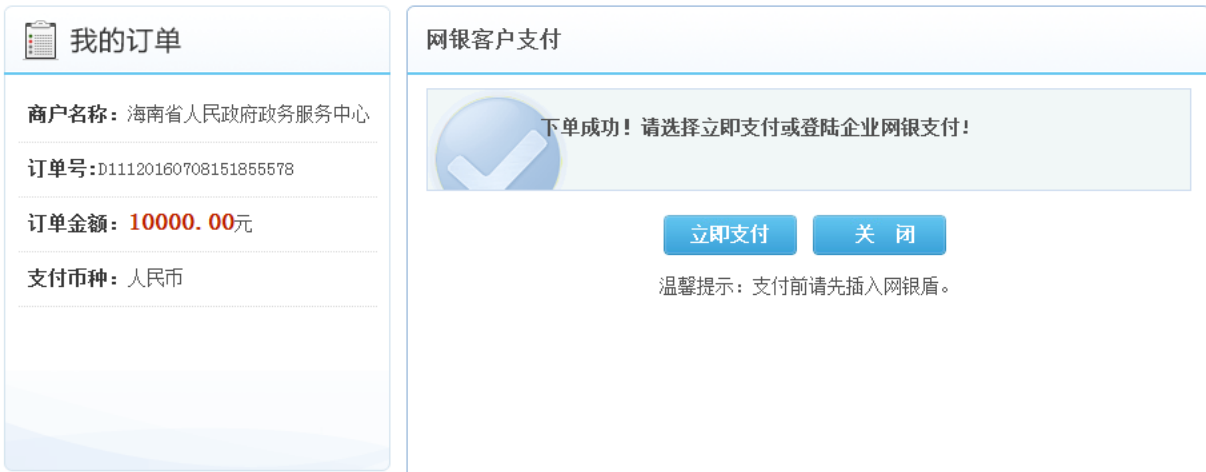 我的订单
商户名称：海南省人民政府政务服务中心
订单号:D11120160708151855578
订单金额：10000.00元
支付币种：人民币
网银客户支付
下单成功！请选择立即支付或登陆企业网银支付！
立即支付
关 闭
温馨提示：支付前请先插入网银盾。